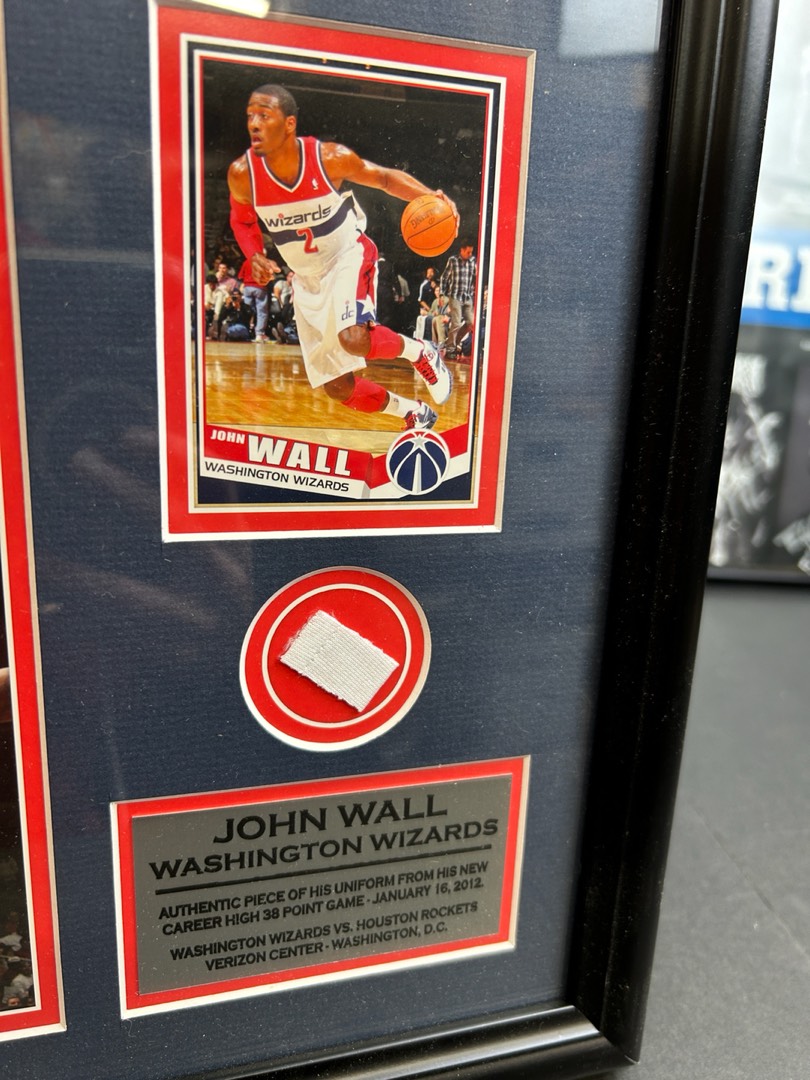 wizards
2
dc
JOHN WALL
WASHINGTON WIZARDS
JOHN WALL
WASHINGTON WIZARDS
AUTHENTIC PIECE OF HIS UNIFORM FROM HIS NEW
CAREER HIGH 38 POINT GAME - JANUARY 16, 2012.
WASHINGTON WIZARDS VS. HOUSTON ROCKETS
VERIZON CENTER - WASHINGTON, D.C.